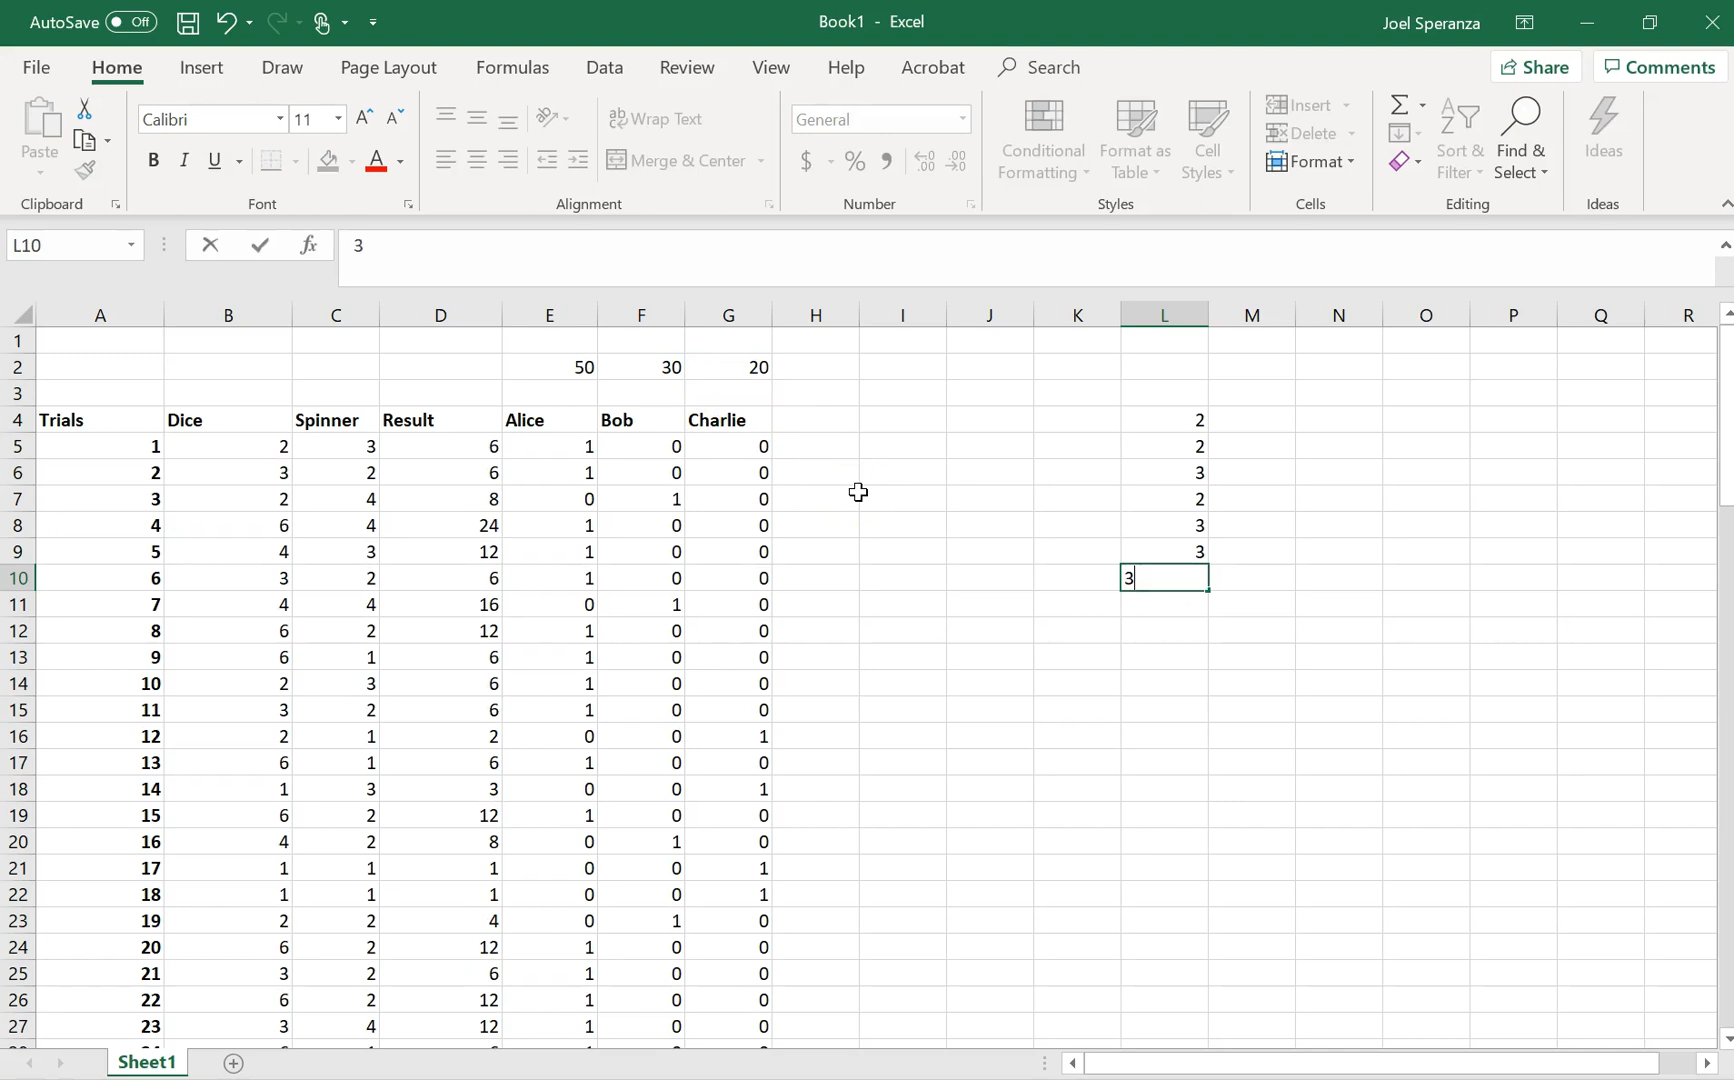 AutoSave Off Book1 - Excel Joel Speranza
File Home Insert Draw Page Layout Formulas Data Review View Help Acrobat Search Share Comments
Paste Calibri 11 Wrap Text General Conditional Formatting Format as Table Cell Styles Insert Sort & Filter Find & Select Ideas
B I U A Merge & Center $ % Delete
Format
Clipboard Font Alignment Number Styles Cells Editing Ideas
L10 fx 3
A B C D E F G H I J K L M N O P Q R
1
2 50 30 20
3
4 Trials Dice Spinner Result Alice Bob Charlie 2
5 1 2 3 6 1 0 0 2
6 2 3 2 6 1 0 0 3
7 3 2 4 8 0 1 0 2
8 4 6 4 24 1 0 0 3
9 5 4 3 12 1 0 0 3
10 6 3 2 6 1 0 0 3
11 7 4 4 16 0 1 0
12 8 6 2 12 1 0 0
13 9 6 1 6 1 0 0
14 10 2 3 6 1 0 0
15 11 3 2 6 1 0 0
16 12 2 1 2 0 0 1
17 13 6 1 6 1 0 0
18 14 1 3 3 0 0 1
19 15 6 2 12 1 0 0
20 16 4 2 8 0 1 0
21 17 1 1 1 0 0 1
22 18 1 1 1 0 0 1
23 19 2 2 4 0 1 0
24 20 6 2 12 1 0 0
25 21 3 2 6 1 0 0
26 22 6 2 12 1 0 0
27 23 3 4 12 1 0 0
Sheet1